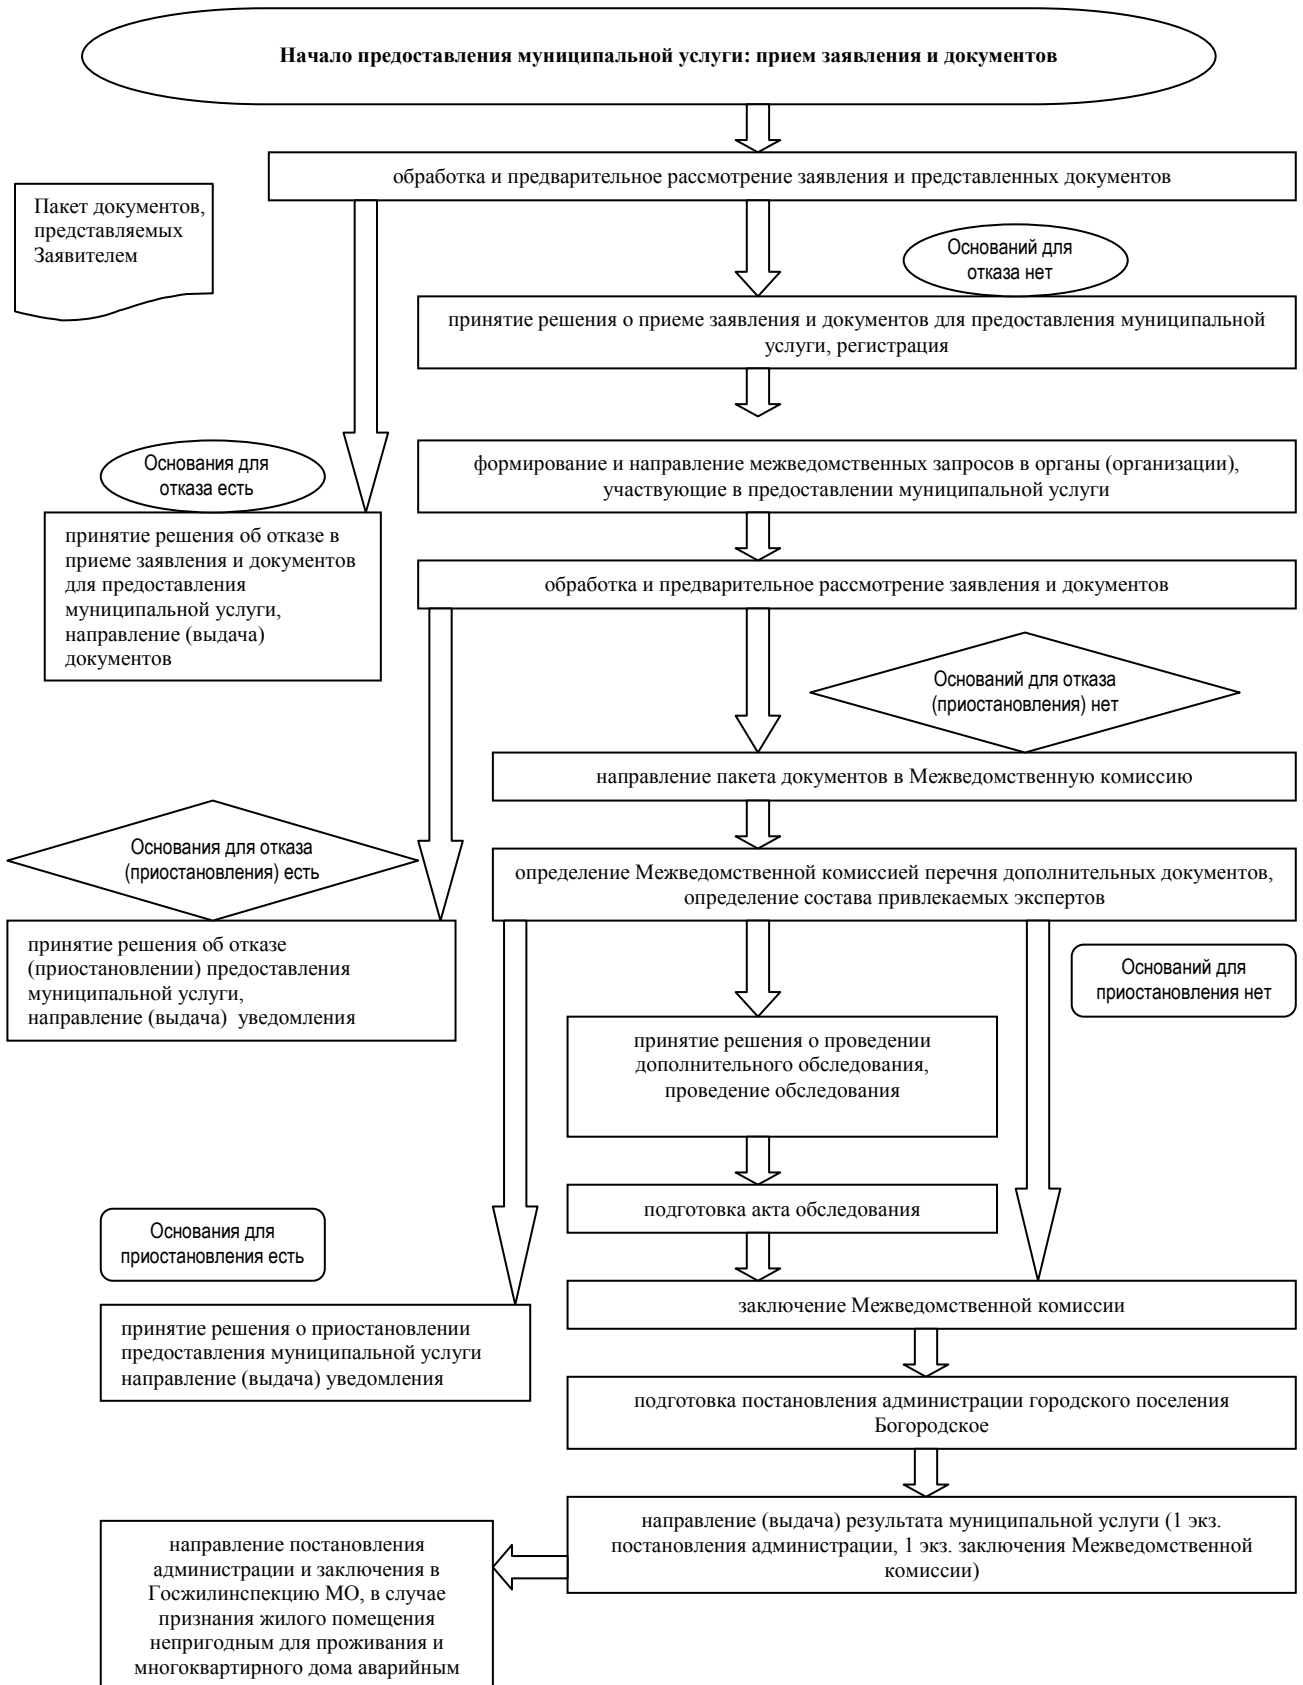 Начало предоставления муниципальной услуги: прием заявления и документов
обработка и предварительное рассмотрение заявления и представленных документов
Пакет документов,
представляемых
Заявителем
Оснований для
отказа нет
принятие решения о приеме заявления и документов для предоставления муниципальной
услуги, регистрация
Основания для
отказа есть
формирование и направление межведомственных запросов в органы (организации),
участвующие в предоставлении муниципальной услуги
принятие решения об отказе в
приеме заявления и документов
для предоставления
муниципальной услуги,
направление (выдача)
документов
обработка и предварительное рассмотрение заявления и документов
Оснований для отказа
(приостановления) нет
направление пакета документов в Межведомственную комиссию
Основания для отказа
(приостановления) есть
определение Межведомственной комиссией перечня дополнительных документов,
определение состава привлекаемых экспертов
принятие решения об отказе
(приостановлении) предоставления
муниципальной услуги,
направление (выдача) уведомления
Оснований для
приостановления нет
принятие решения о проведении
дополнительного обследования,
проведение обследования
подготовка акта обследования
Основания для
приостановления есть
заключение Межведомственной комиссии
принятие решения о приостановлении
предоставления муниципальной услуги
направление (выдача) уведомления
подготовка постановления администрации городского поселения
Богородское
направление (выдача) результата муниципальной услуги (1 экз.
постановления администрации, 1 экз. заключения Межведомственной
комиссии)
направление постановления
администрации и заключения в
Госжилинспекцию МО, в случае
признания жилого помещения
непригодным для проживания и
многоквартирного дома аварийным